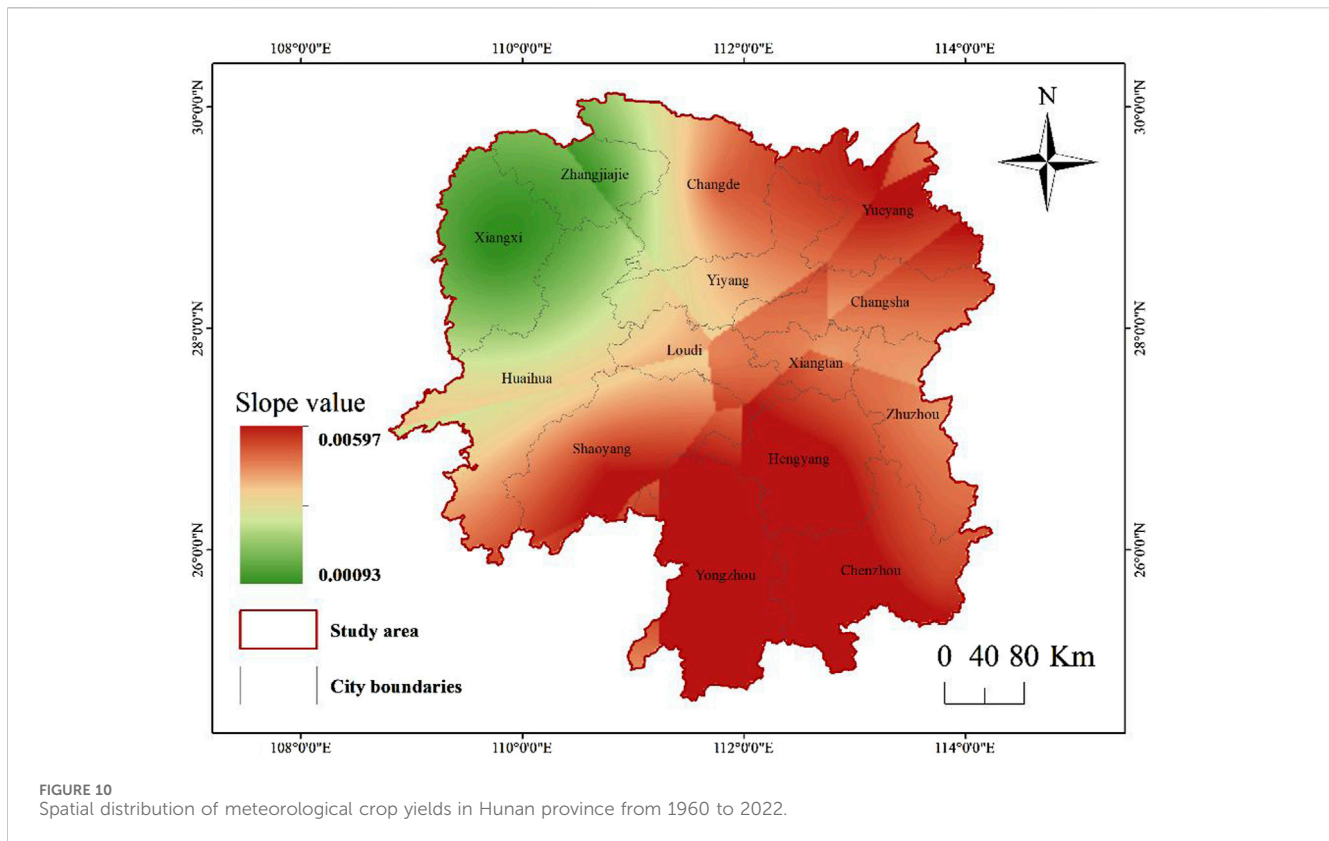 108°0'0"E 110°0'0"E 112°0'0"E 114°0'0"E
30°0'0"N
30°0'0"N
N
Zhangjiajie
Changde
Yueyang
Xiangxi
Yiyang
Changsha
28°0'0"N
28°0'0"N
Loudi
Xiangtan
Huaihua
Zhuzhou
Slope value
0.00597
Shaoyang
Hengyang
26°0'0"N
26°0'0"N
0.00093
Yongzhou
Chenzhou
Study area
City boundaries
0 40 80 Km
108°0'0"E 110°0'0"E 112°0'0"E 114°0'0"E
FIGURE 10
Spatial distribution of meteorological crop yields in Hunan province from 1960 to 2022.